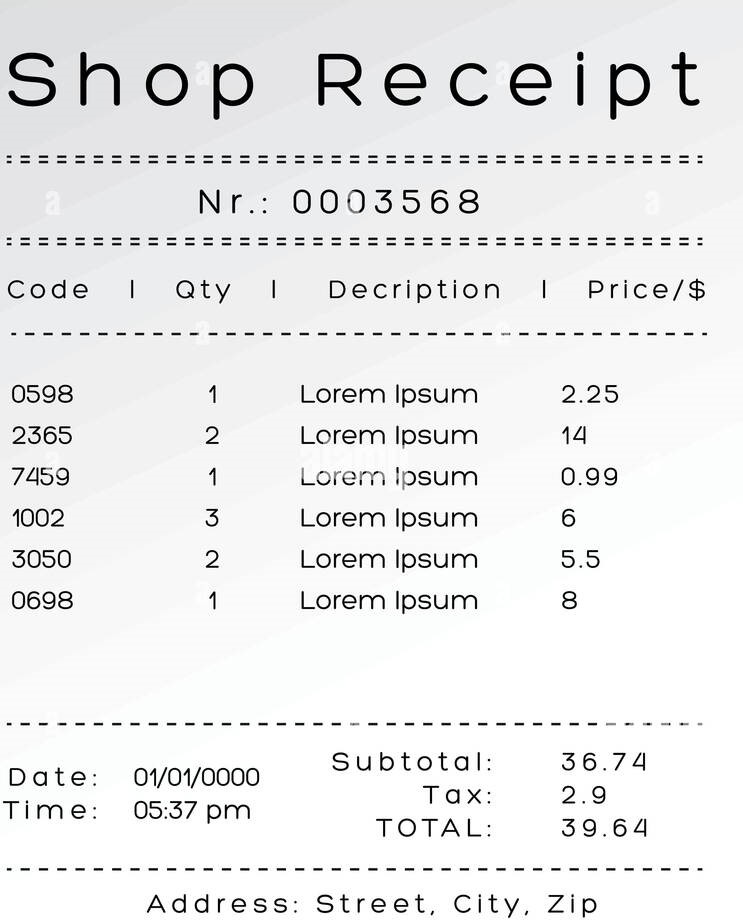 Shop Receipt
Nr.: 0003568
Code | Qty | Decription | Price/$
0598 1 Lorem Ipsum 2.25
2365 2 Lorem Ipsum 14
7459 1 Lorem Ipsum 0.99
1002 3 Lorem Ipsum 6
3050 2 Lorem Ipsum 5.5
0698 1 Lorem Ipsum 8
alamy
Subtotal: 36.74
Date: 01/01/0000
Tax: 2.9
Time: 05:37 pm
TOTAL: 39.64
Address: Street, City, Zip